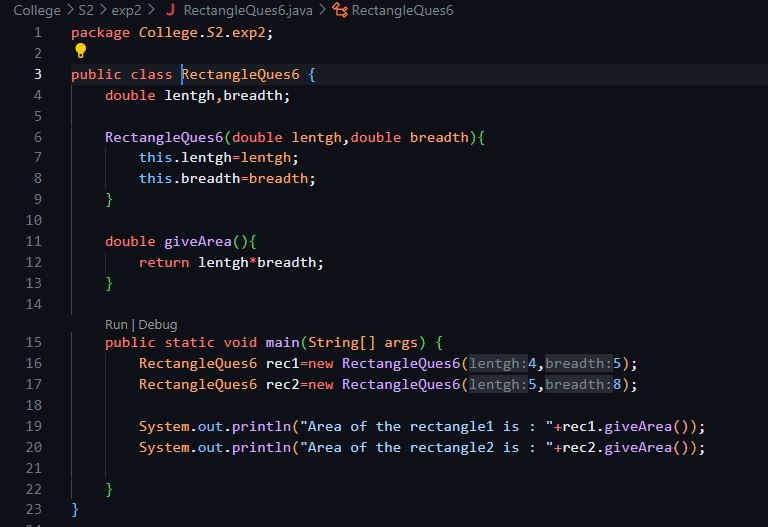 College > S2 > exp2 > J RectangleQues6.java > RectangleQues6
1 package College.S2.exp2;
2
3 public class RectangleQues6 {
4 double lentgh,breadth;
5
6 RectangleQues6(double lentgh,double breadth){
7 this.lentgh=lentgh;
8 this.breadth=breadth;
9 }
10
11 double giveArea(){
12 return lentgh*breadth;
13 }
14
Run | Debug
15 public static void main(String[] args) {
16 RectangleQues6 rec1=new RectangleQues6(lentgh:4,breadth:5);
17 RectangleQues6 rec2=new RectangleQues6(lentgh:5,breadth:8);
18
19 System.out.println("Area of the rectangle1 is : "+rec1.giveArea());
20 System.out.println("Area of the rectangle2 is : "+rec2.giveArea());
21
22 }
23 }